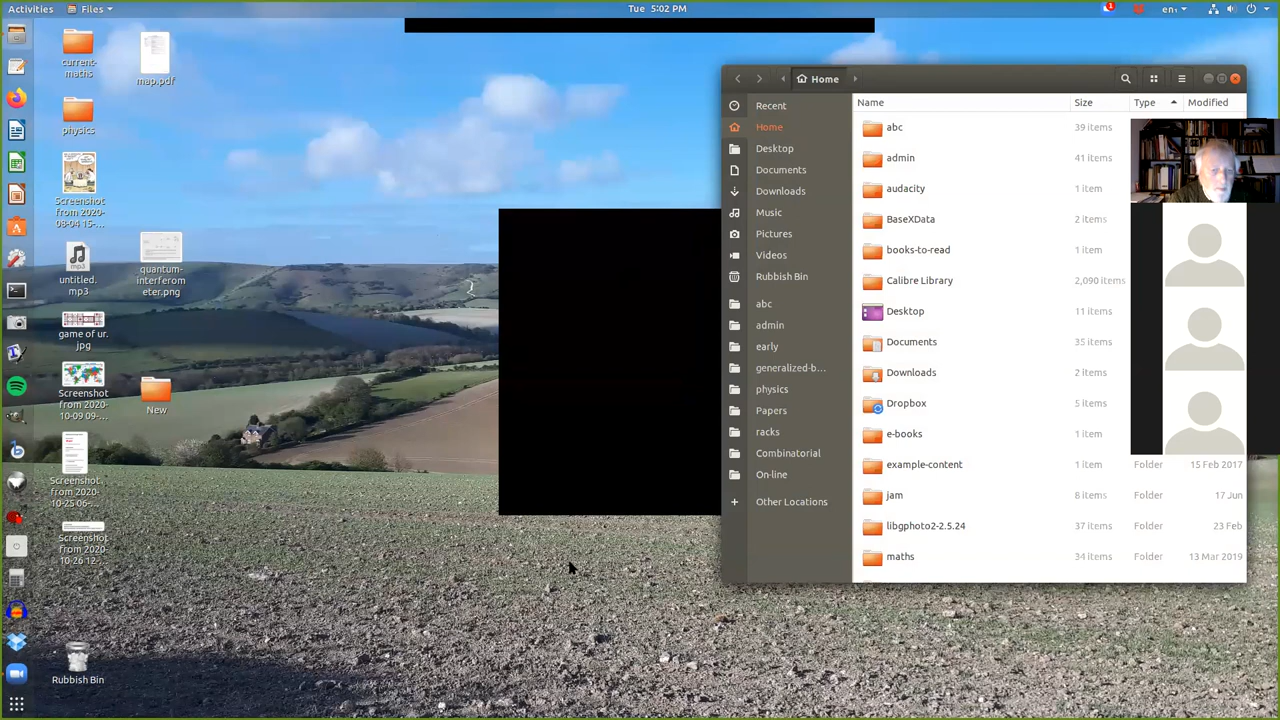 Activities Files Tue 5:02 PM 1 en₁
current-
maths
map.pdf
physics
Screenshot
from 2020-
08-04 15-…
mp3
untitled.
mp3
quantum-
interferom
eter.png
game of ur.
jpg
Screenshot
from 2020-
10-09 09-…
New
Screenshot
from 2020-
10-25 06-…
Screenshot
from 2020-
10-26 12-…
Rubbish Bin
Home
Recent
Home
Desktop
Documents
Downloads
Music
Pictures
Videos
Rubbish Bin
abc
admin
early
generalized-b…
physics
Papers
racks
Combinatorial
On-line
Other Locations
Name Size Type Modified
abc 39 items
admin 41 items
audacity 1 item
BaseXData 2 items
books-to-read 1 item
Calibre Library 2,090 items
Desktop 11 items
Documents 35 items
Downloads 2 items
Dropbox 5 items
e-books 1 item
example-content 1 item Folder 15 Feb 2017
jam 8 items Folder 17 Jun
libgphoto2-2.5.24 37 items Folder 23 Feb
maths 34 items Folder 13 Mar 2019